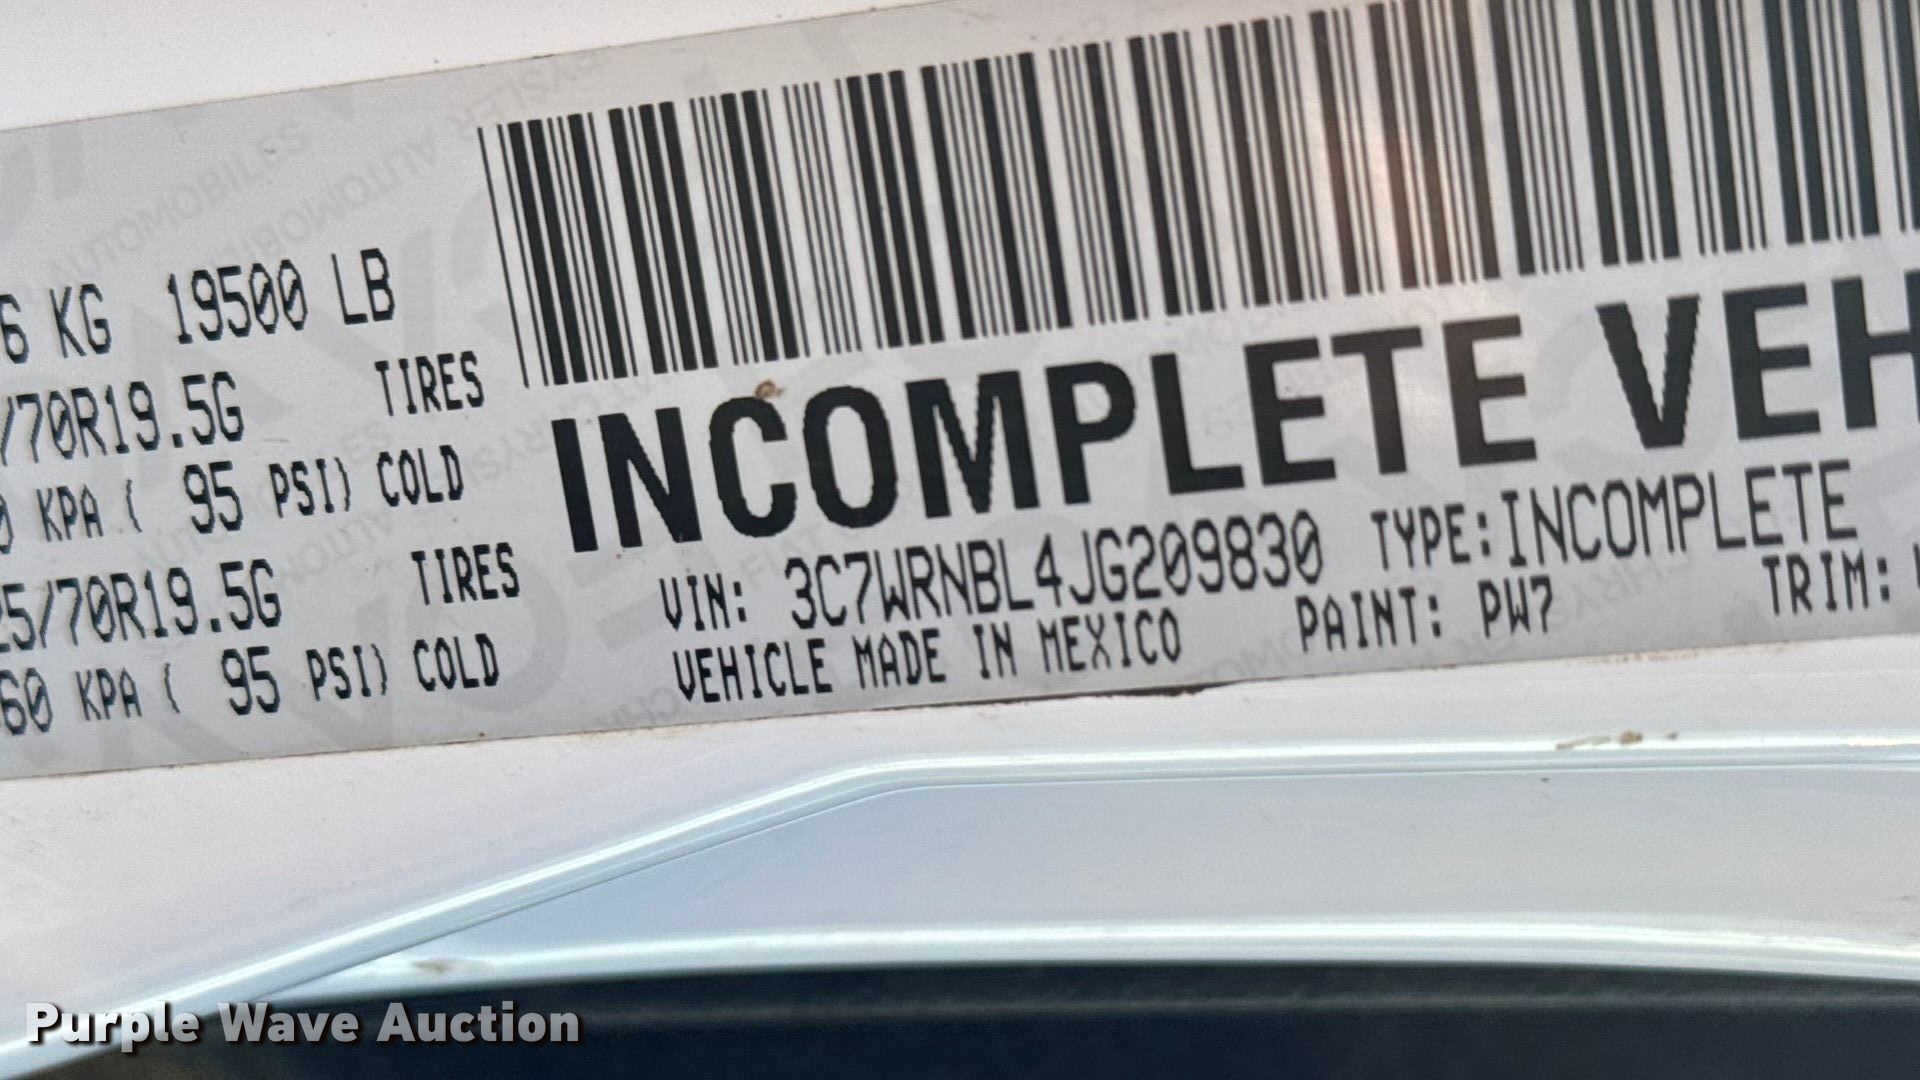 6 KG 19500 LB
/70R19.5G TIRES
0 KPA ( 95 PSI) COLD
25/70R19.5G TIRES
60 KPA ( 95 PSI) COLD
INCOMPLETE VEH
VIN: 3C7WRNBL4JG209830 TYPE: INCOMPLETE
VEHICLE MADE IN MEXICO PAINT: PW7 TRIM:
Purple Wave Auction